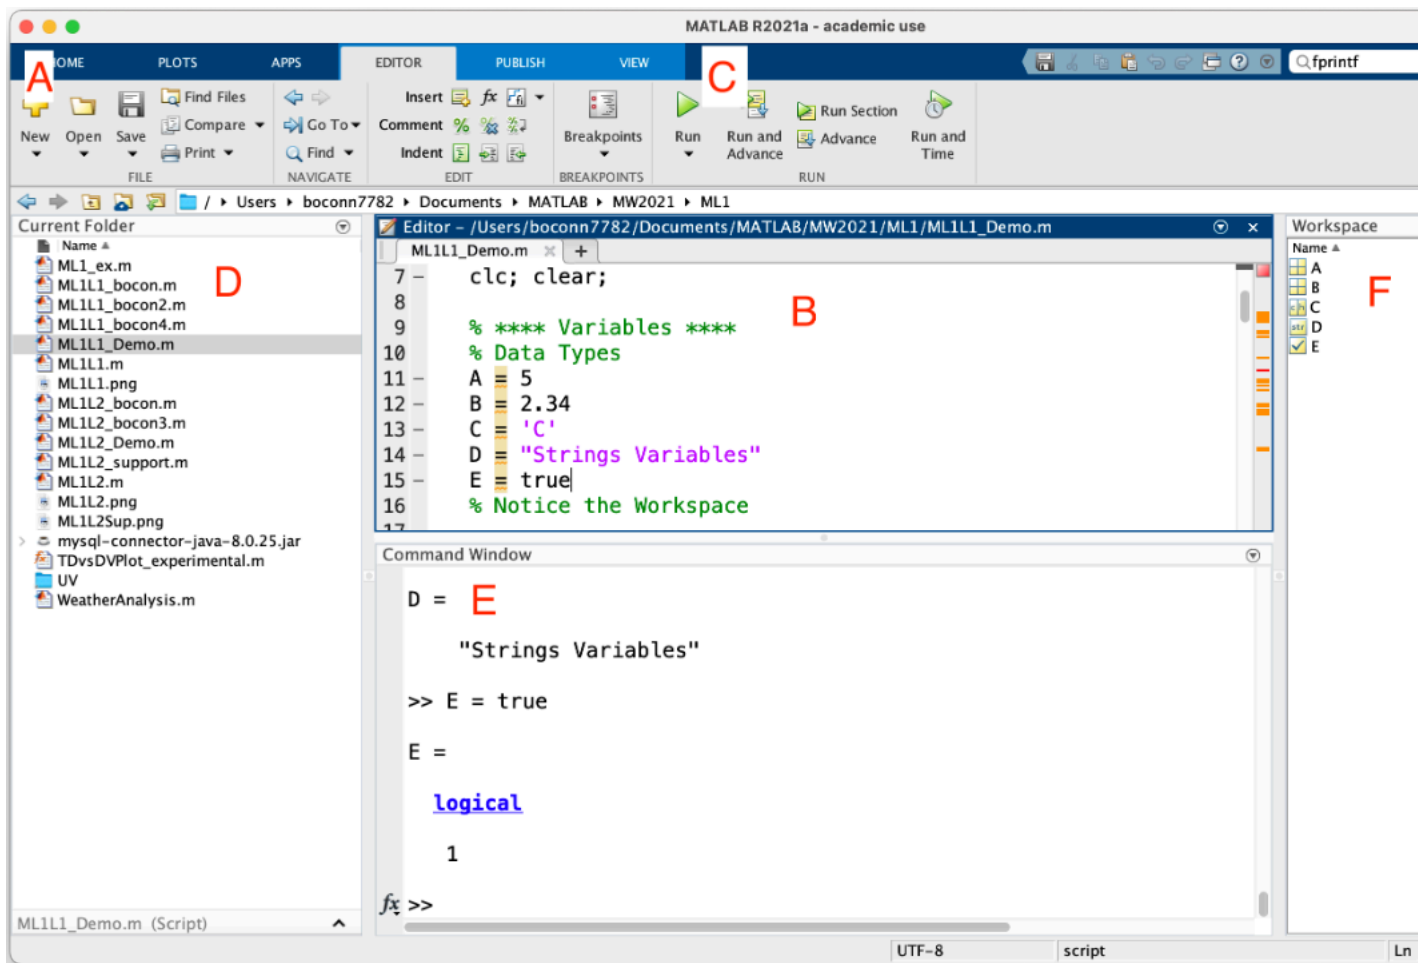 MATLAB R2021a - academic use
A OME PLOTS APPS EDITOR PUBLISH VIEW C fprintf
New Open Save Find Files Compare Print
FILE
Go To Find
NAVIGATE
Insert fx
Comment %
Indent
EDIT
Breakpoints
BREAKPOINTS
Run Run and Advance Run Section Advance Run and Time
RUN
/ Users boconn7782 Documents MATLAB MW2021 ML1
Current Folder
Name
D
ML1_ex.m
ML1L1_bocon.m
ML1L1_bocon2.m
ML1L1_bocon4.m
ML1L1_Demo.m
ML1L1.m
ML1L1.png
ML1L2_bocon.m
ML1L2_bocon3.m
ML1L2_Demo.m
ML1L2_support.m
ML1L2.m
ML1L2.png
ML1L2Sup.png
mysql-connector-java-8.0.25.jar
TDvsDVPlot_experimental.m
UV
WeatherAnalysis.m
ML1L1_Demo.m (Script)
Editor - /Users/boconn7782/Documents/MATLAB/MW2021/ML1/ML1L1_Demo.m
ML1L1_Demo.m × +
B
7 - clc; clear;
8
9 % **** Variables ****
10 % Data Types
11 - A = 5
12 - B = 2.34
13 - C = 'C'
14 - D = "Strings Variables"
15 - E = true
16 % Notice the Workspace
17
Command Window
D = E
"Strings Variables"
>> E = true
E =
logical
1
fx >>
Workspace
Name
F
A
B
C
str D
E
UTF-8 script Ln